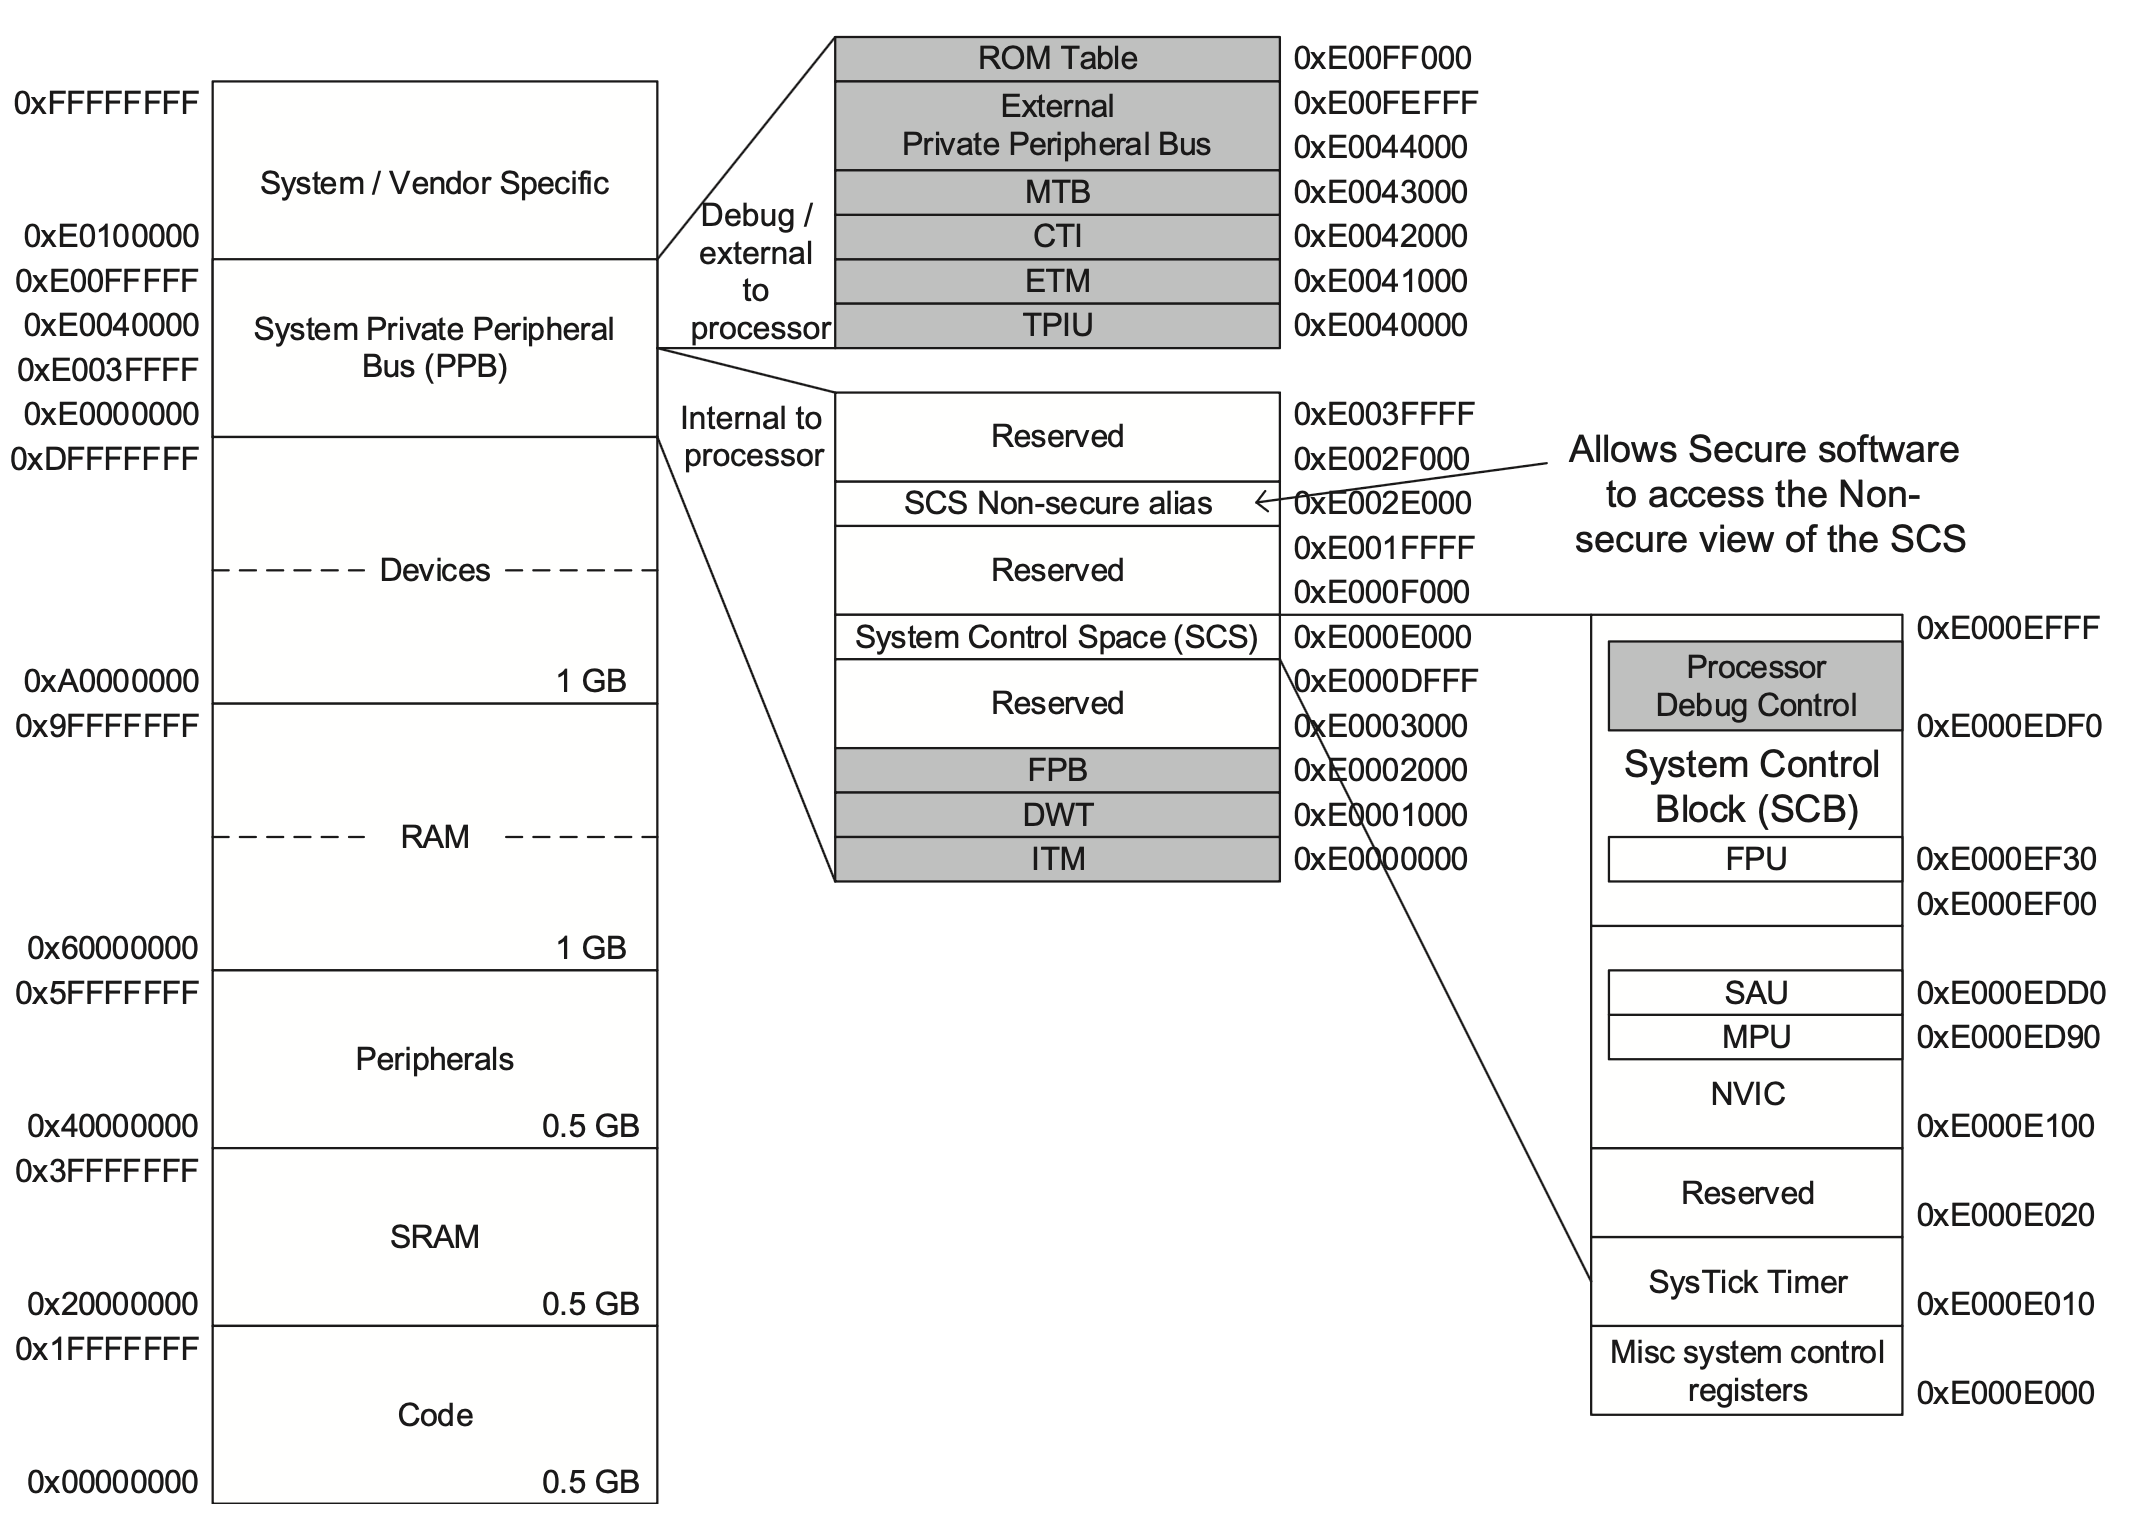 0xFFFFFFFF
System / Vendor Specific
0xE0100000
0xE00FFFFF
0xE0040000
System Private Peripheral
Bus (PPB)
0xE003FFFF
0xE0000000
0xDFFFFFFF
Devices
0xA0000000
1 GB
0x9FFFFFFF
RAM
0x60000000
1 GB
0x5FFFFFFF
Peripherals
0x40000000
0.5 GB
0x3FFFFFFF
SRAM
0x20000000
0.5 GB
0x1FFFFFFF
Code
0x00000000
0.5 GB
Debug /
external
to
processor
ROM Table
0xE00FF000
External
Private Peripheral Bus
0xE00FEFFF
0xE0044000
MTB
0xE0043000
CTI
0xE0042000
ETM
0xE0041000
TPIU
0xE0040000
Internal to
processor
Reserved
0xE003FFFF
0xE002F000
SCS Non-secure alias
0xE002E000
Reserved
0xE001FFFF
0xE000F000
System Control Space (SCS)
0xE000E000
Reserved
0xE000DFFF
0xE0003000
FPB
0xE0002000
DWT
0xE0001000
ITM
0xE0000000
Allows Secure software
to access the Non-
secure view of the SCS
0xE000EFFF
Processor
Debug Control
0xE000EDF0
System Control
Block (SCB)
FPU
0xE000EF30
0xE000EF00
SAU
0xE000EDD0
MPU
0xE000ED90
NVIC
0xE000E100
Reserved
0xE000E020
SysTick Timer
0xE000E010
Misc system control
registers
0xE000E000